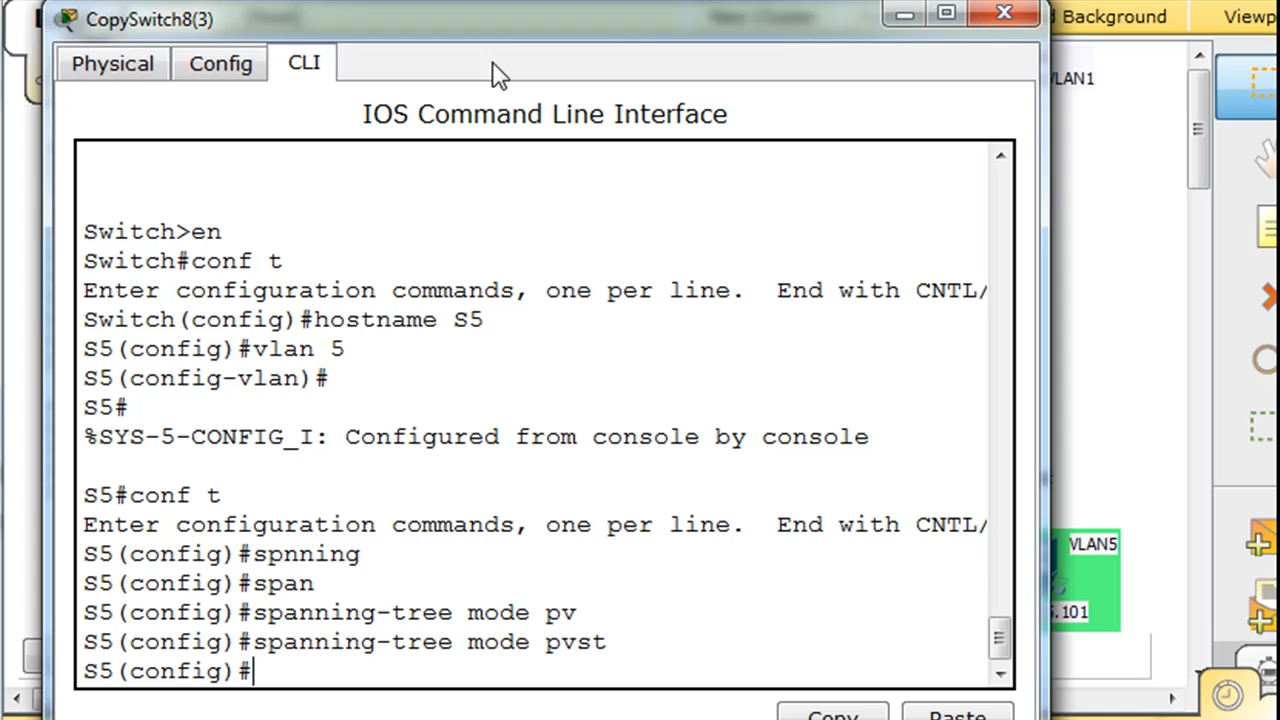 CopySwitch8(3)
d Background
Viewp
Physical
Config
CLI
VLAN1
IOS Command Line Interface
Switch>en
Switch#conf t
Enter configuration commands, one per line.  End with CNTL/
Switch(config)#hostname S5
S5(config)#vlan 5
S5(config-vlan)#
S5#
%SYS-5-CONFIG_I: Configured from console by console
S5#conf t
Enter configuration commands, one per line.  End with CNTL/
S5(config)#spnning
S5(config)#span
S5(config)#spanning-tree mode pv
S5(config)#spanning-tree mode pvst
S5(config)#
VLAN5
.101
Copy
Paste